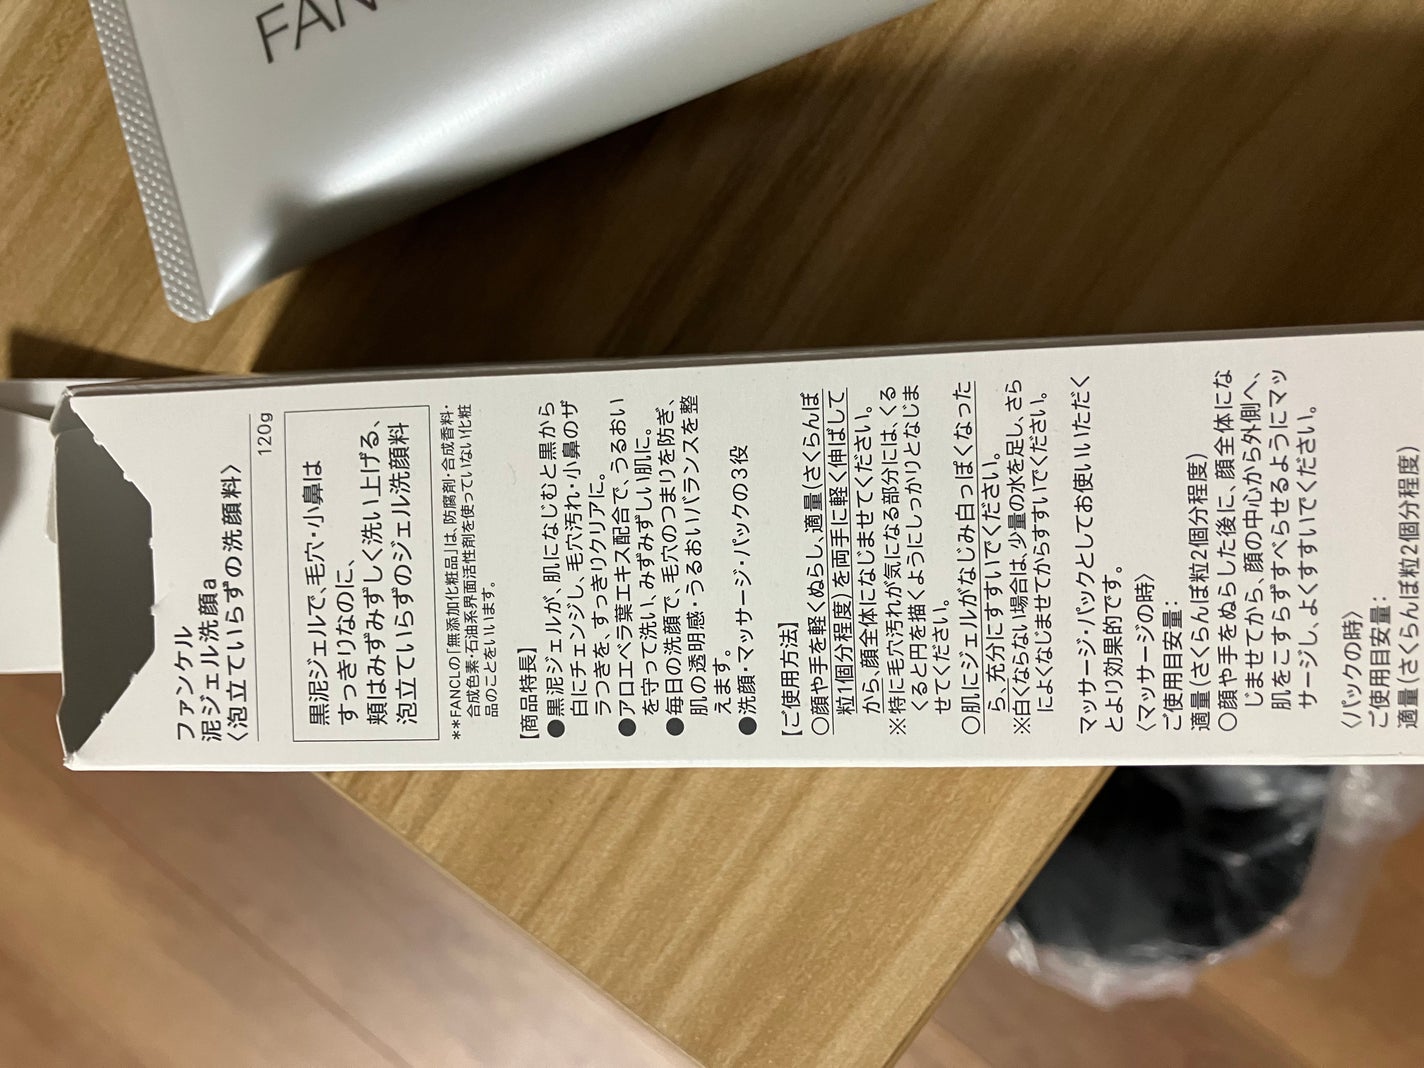 FAN
ファンケル
泥ジェル洗顔a
〈泡立ていらずの洗顔料〉
120g
黒泥ジェルで、毛穴・小鼻は
すっきりなのに、
頬はみずみずしく洗い上げる、
泡立ていらずのジェル洗顔料
**FANCLの「無添加化粧品」は、防腐剤・合成香料・
合成色素・石油系界面活性剤を使っていない化粧
品のことをいいます。
【商品特長】
●黒泥ジェルが、肌になじむと黒から
白にチェンジし、毛穴汚れ・小鼻のザ
ラつきを、すっきりクリアに。
●アロエベラ葉エキス配合で、うるおい
を守って洗い、みずみずしい肌に。
●毎日の洗顔で、毛穴のつまりを防ぎ、
肌の透明感・うるおいバランスを整
えます。
●洗顔・マッサージ・パックの3役
【ご使用方法】
○顔や手を軽くぬらし、適量(さくらんぼ
粒1個分程度)を両手に軽く伸ばして
から、顔全体になじませてください。
※特に毛穴汚れが気になる部分には、くる
くると円を描くようにしっかりとなじま
せてください。
○肌にジェルがなじみ白っぽくなった
ら、充分にすすいでください。
※白くならない場合は、少量の水を足し、さら
によくなじませてからすすいでください。
マッサージ・パックとしてお使いいただく
とより効果的です。
〈マッサージの時〉
ご使用目安量:
適量(さくらんぼ粒2個分程度)
○顔や手をぬらした後に、顔全体にな
じませてから、顔の中心から外側へ、
肌をこすらずすべらせるようにマッ
サージし、よくすすいでください。
〈パックの時〉
ご使用目安量:
適量(さくらんぼ粒2個分程度)